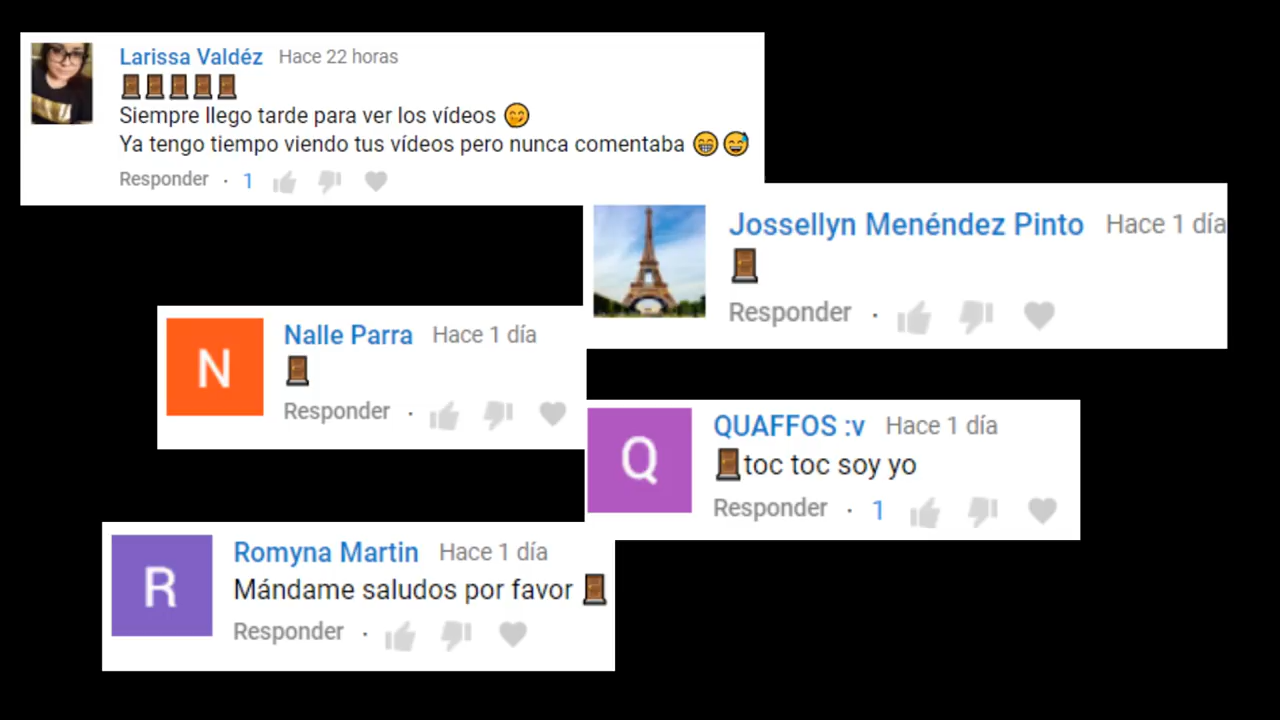 Larissa Valdéz Hace 22 horas
🚪🚪🚪🚪🚪
Siempre llego tarde para ver los vídeos 😋
Ya tengo tiempo viendo tus vídeos pero nunca comentaba 😁😅
Responder · 1
Jossellyn Menéndez Pinto Hace 1 día
🚪
Responder ·
N
Nalle Parra Hace 1 día
🚪
Responder ·
Q
QUAFFOS :v Hace 1 día
🚪toc toc soy yo
Responder · 1
R
Romyna Martin Hace 1 día
Mándame saludos por favor 🚪
Responder ·